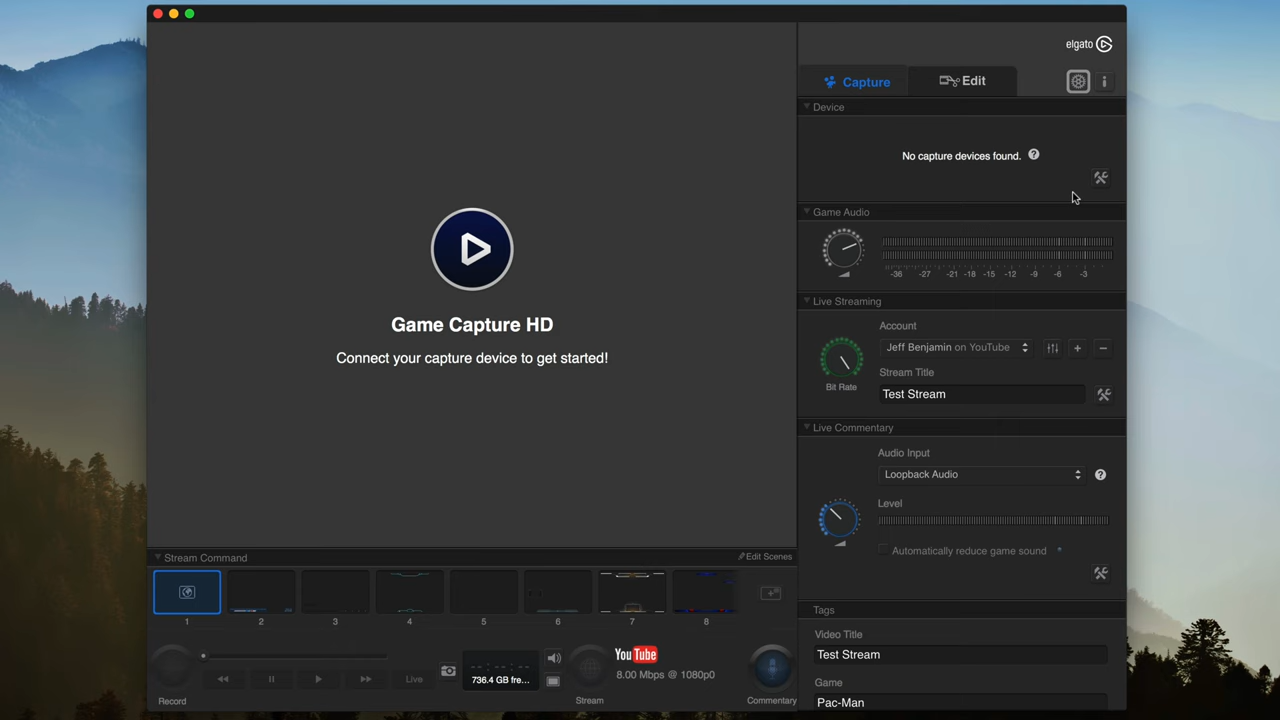 elgato
Capture
Edit
Device
No capture devices found.
Game Audio
-36 -27 -21 -18 -15 -12 -9 -6 -3
Live Streaming
Account
Jeff Benjamin on YouTube
Bit Rate
Stream Title
Test Stream
Live Commentary
Audio Input
Loopback Audio
Level
Automatically reduce game sound
Tags
Video Title
Test Stream
Game
Pac-Man
Game Capture HD
Connect your capture device to get started!
Stream Command
Edit Scenes
1 2 3 4 5 6 7 8
Live
736.4 GB fre...
YouTube
8.00 Mbps @ 1080p0
Record
Stream
Commentary